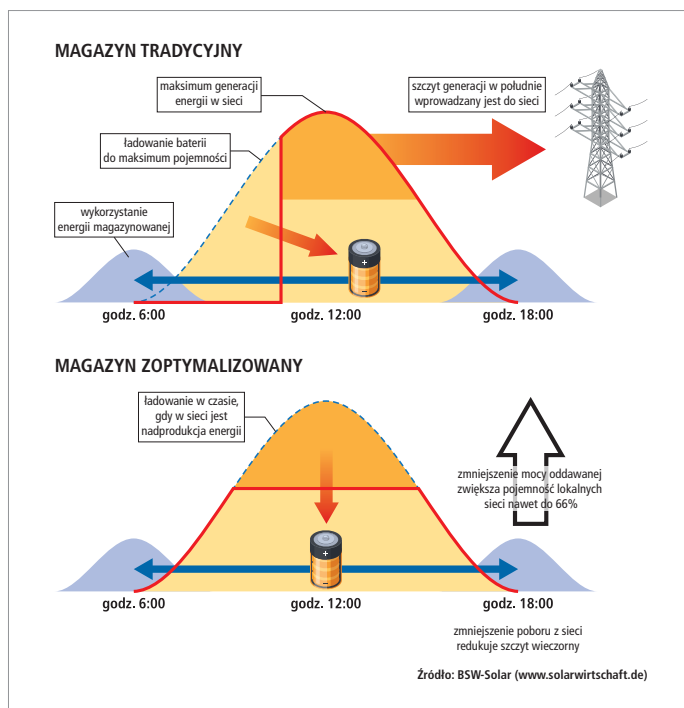 MAGAZYN TRADYCYJNY
maksimum generacji
energii w sieci
szczyt generacji w południe
wprowadzany jest do sieci
ładowanie baterii
do maksimum pojemności
wykorzystanie
energii magazynowanej
+
–
godz. 6:00
godz. 12:00
godz. 18:00
MAGAZYN ZOPTYMALIZOWANY
ładowanie w czasie,
gdy w sieci jest
nadprodukcja energii
zmniejszenie mocy oddawanej
zwiększa pojemność lokalnych
sieci nawet do 66%
+
–
godz. 6:00
godz. 12:00
godz. 18:00
zmniejszenie poboru z sieci
redukuje szczyt wieczorny
Źródło: BSW-Solar (www.solarwirtschaft.de)